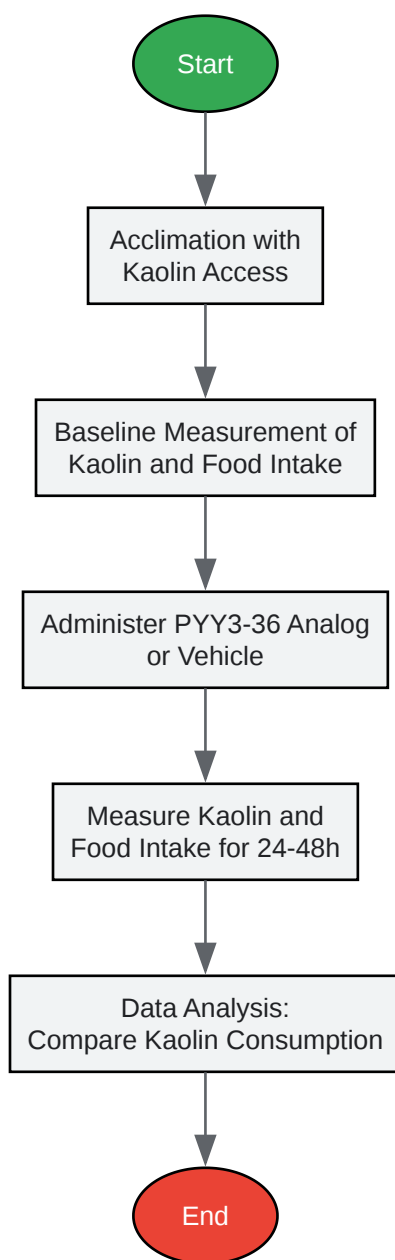 Start
Acclimation with
Kaolin Access
Baseline Measurement of
Kaolin and Food Intake
Administer PYY3-36 Analog
or Vehicle
Measure Kaolin and
Food Intake for 24-48h
Data Analysis:
Compare Kaolin Consumption
End